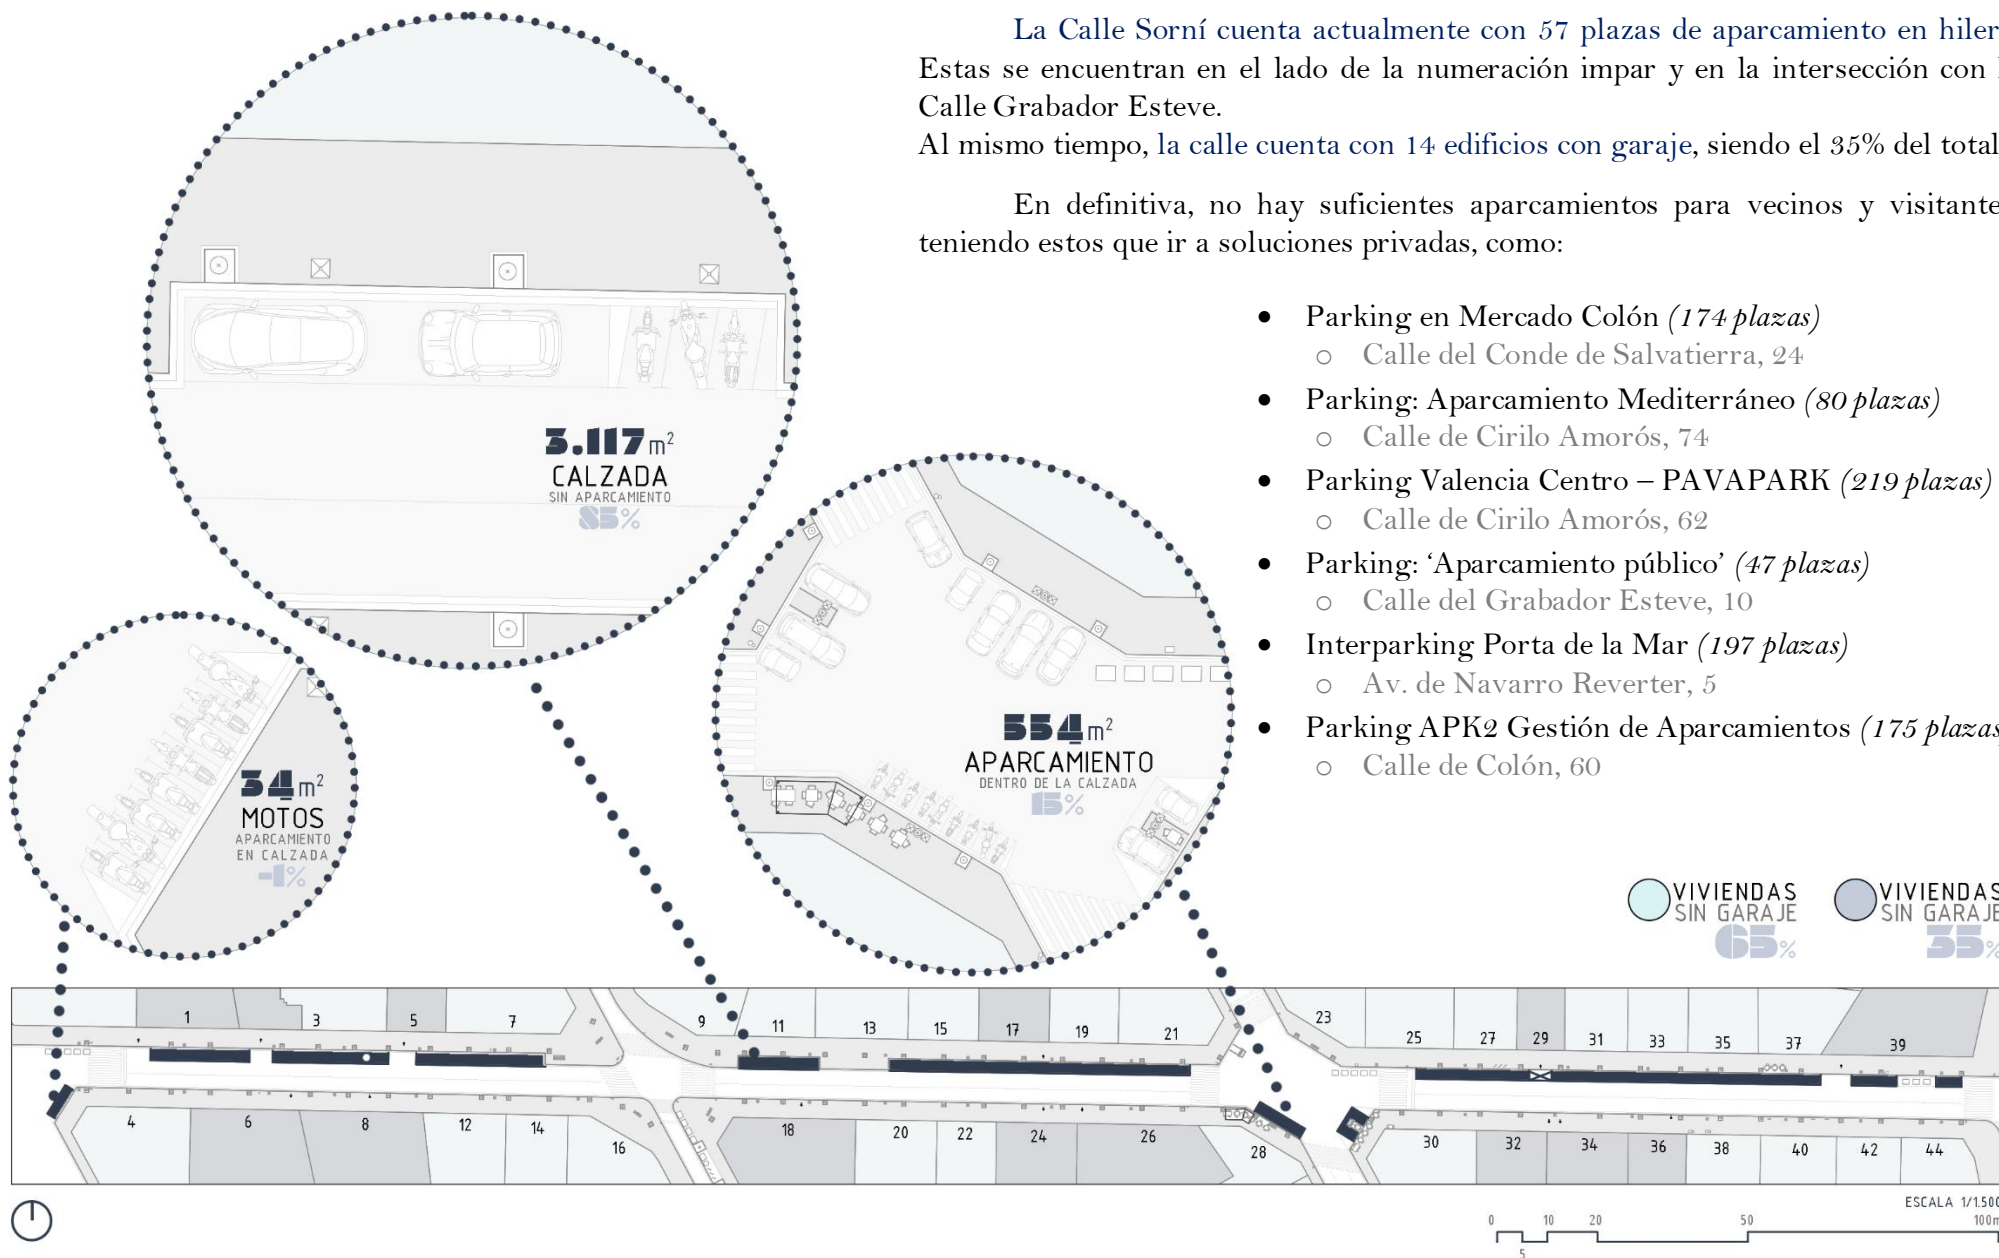 La Calle Sorní cuenta actualmente con 57 plazas de aparcamiento en hiler
Estas se encuentran en el lado de la numeración impar y en la intersección con
Calle Grabador Esteve.
Al mismo tiempo, la calle cuenta con 14 edificios con garaje, siendo el 35% del total
En definitiva, no hay suficientes aparcamientos para vecinos y visitante
teniendo estos que ir a soluciones privadas, como:
• Parking en Mercado Colón (174 plazas)
o Calle del Conde de Salvatierra, 24
• Parking: Aparcamiento Mediterráneo (80 plazas)
o Calle de Cirilo Amorós, 74
• Parking Valencia Centro – PAVAPARK (219 plazas)
o Calle de Cirilo Amorós, 62
• Parking: ‘Aparcamiento público’ (47 plazas)
o Calle del Grabador Esteve, 10
• Interparking Porta de la Mar (197 plazas)
o Av. de Navarro Reverter, 5
• Parking APK2 Gestión de Aparcamientos (175 plazas
o Calle de Colón, 60
3.117 m²
CALZADA
SIN APARCAMIENTO
85%
554 m²
APARCAMIENTO
DENTRO DE LA CALZADA
15%
34 m²
MOTOS
APARCAMIENTO
EN CALZADA
-1%
VIVIENDAS
SIN GARAJE
65%
VIVIENDAS
SIN GARAJE
35%
1 3 5 7 9 11 13 15 17 19 21 23 25 27 29 31 33 35 37 39
4 6 8 12 14 16 18 20 22 24 26 28 30 32 34 36 38 40 42 44
ESCALA 1/1.500
0 10 20 50 100m
5